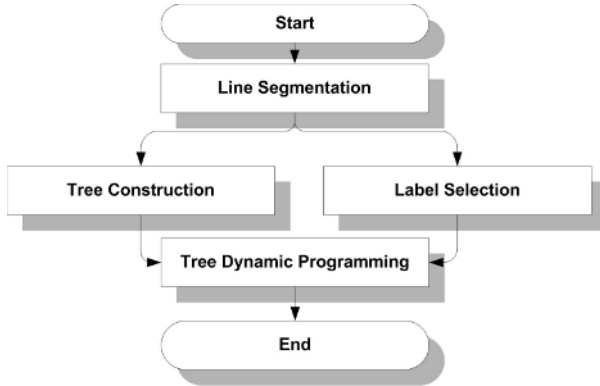 Start
Line Segmentation
Tree Construction
Label Selection
Tree Dynamic Programming
End